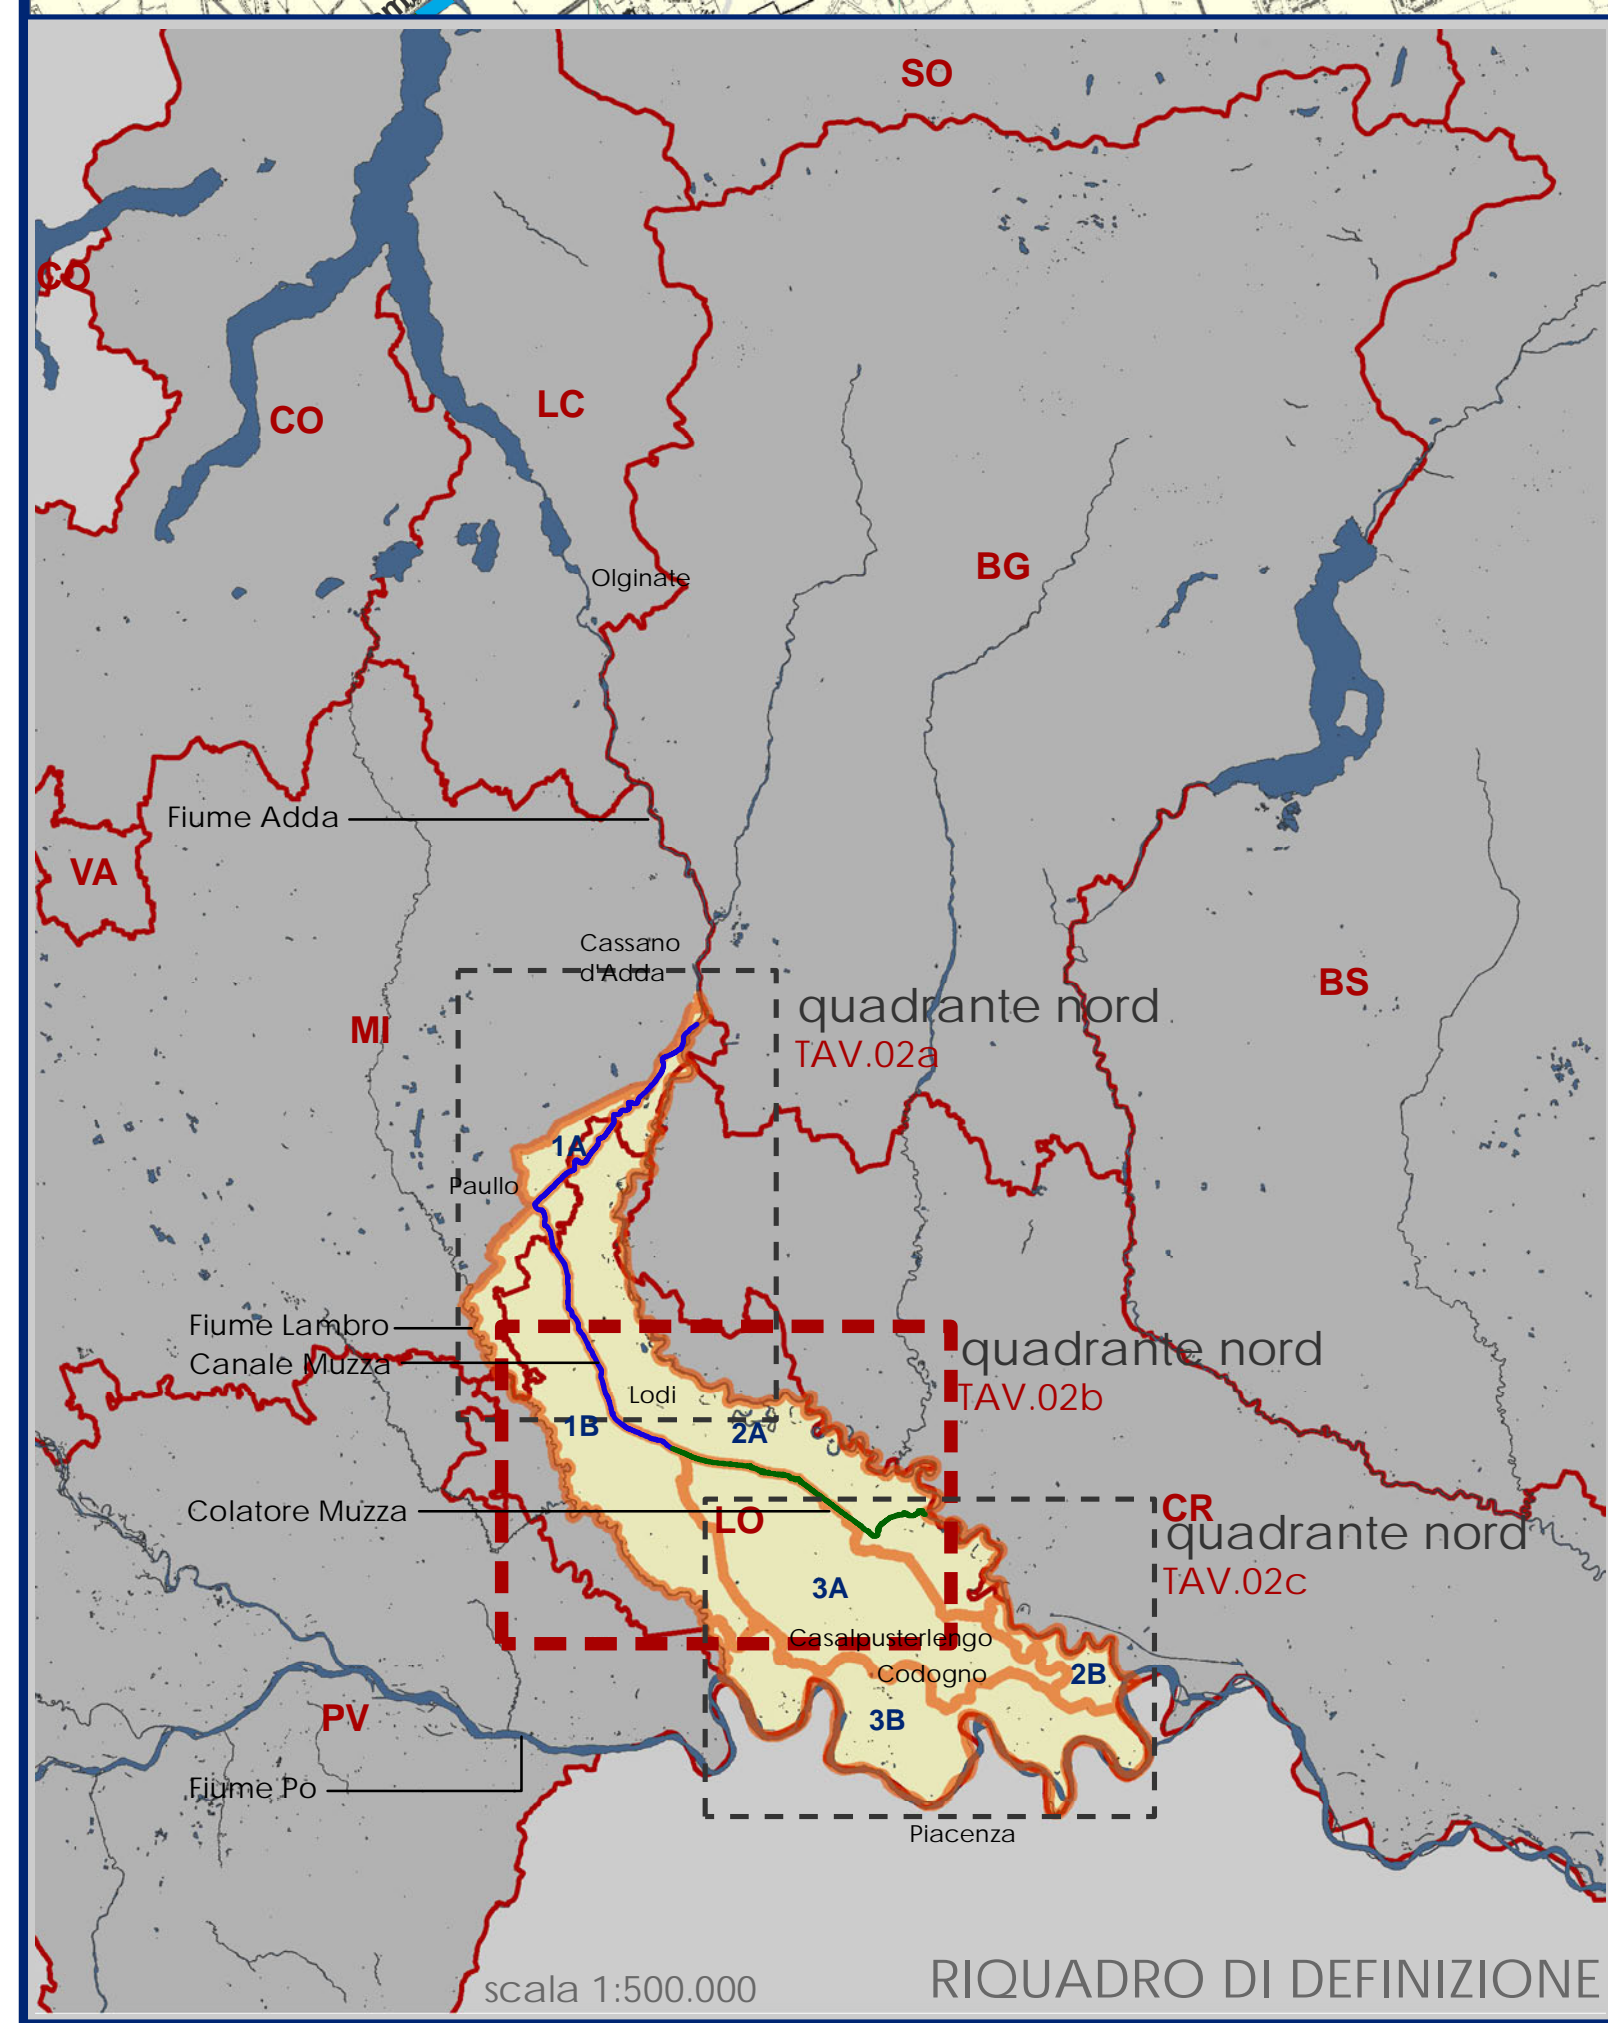 SO
CO
CO
LC
Olginate
BG
Fiume Adda
VA
Cassano
d'Adda
quadrante nord
TAV.02a
BS
MI
1A
Paullo
Fiume Lambro
Canale Muzza
quadrante nord
TAV.02b
Lodi
1B
2A
Colatore Muzza
LO
CR
quadrante nord
TAV.02c
3A
Casalpusterlengo
Codogno
2B
3B
PV
Fiume Po
Piacenza
scala 1:500.000
RIQUADRO DI DEFINIZIONE